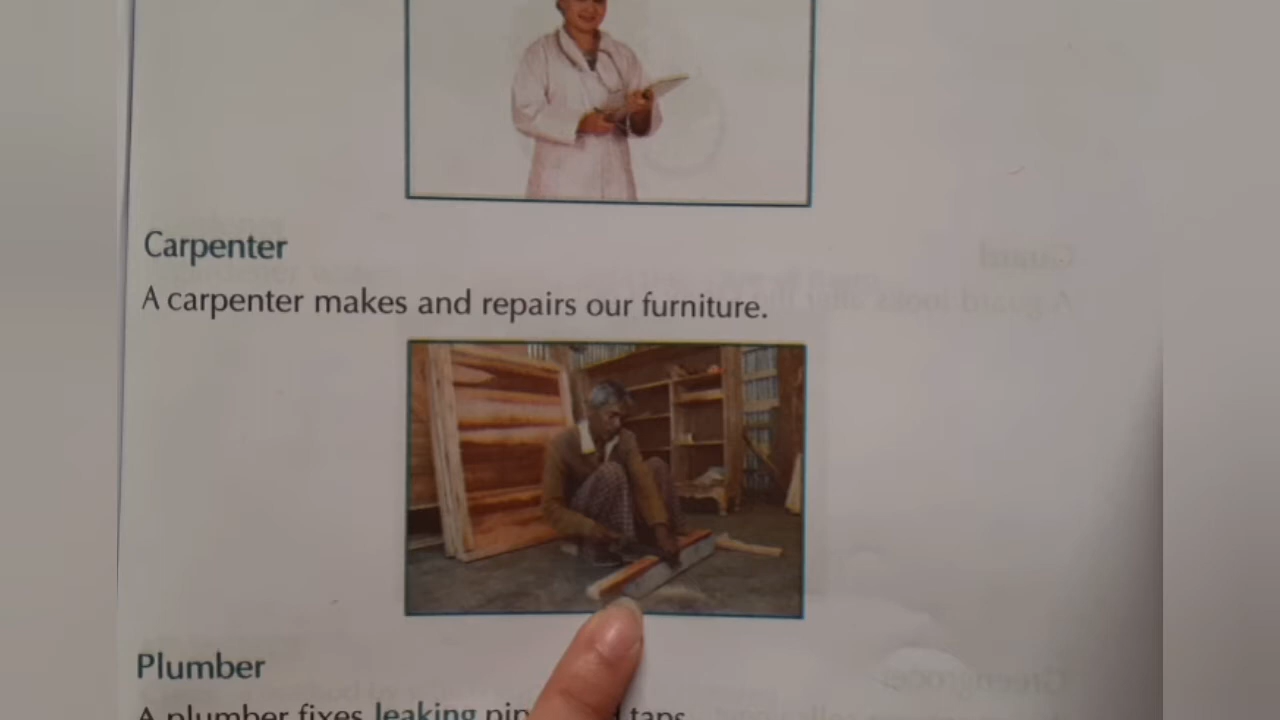 Carpenter
A carpenter makes and repairs our furniture.
Plumber
A plumber fixes leaking taps